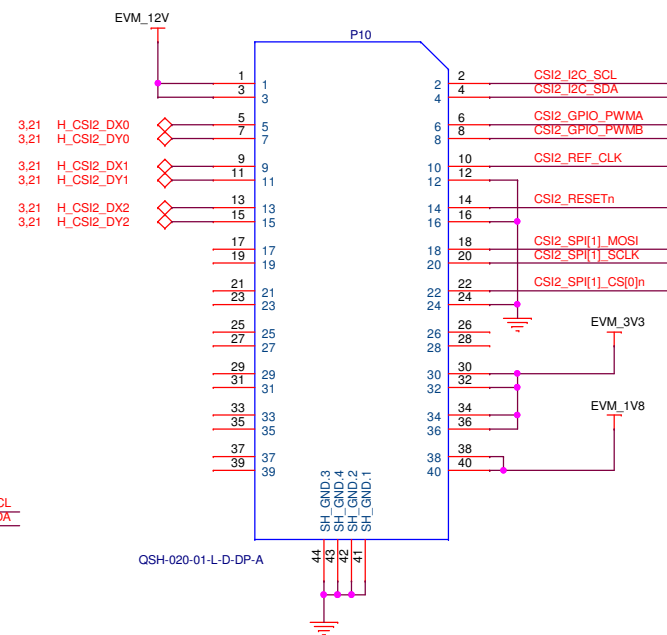 EVM_12V
P10
1 1 2 2 CSI2_I2C_SCL
3 3 4 4 CSI2_I2C_SDA
3,21 H_CSI2_DX0 5 5 6 6 CSI2_GPIO_PWMA
3,21 H_CSI2_DY0 7 7 8 8 CSI2_GPIO_PWMB
3,21 H_CSI2_DX1 9 9 10 10 CSI2_REF_CLK
3,21 H_CSI2_DY1 11 11 12 12
3,21 H_CSI2_DX2 13 13 14 14 CSI2_RESETn
3,21 H_CSI2_DY2 15 15 16 16
17 17 18 18 CSI2_SPI[1]_MOSI
19 19 20 20 CSI2_SPI[1]_SCLK
21 21 22 22 CSI2_SPI[1]_CS[0]n
23 23 24 24
EVM_3V3
25 25 26 26
27 27 28 28
29 29 30 30
31 31 32 32
EVM_1V8
33 33 34 34
35 35 36 36
37 37 38 38
39 39 40 40
SH_GND.3
SH_GND.4
SH_GND.2
SH_GND.1
CL
DA
44
43
42
41
QSH-020-01-L-D-DP-A